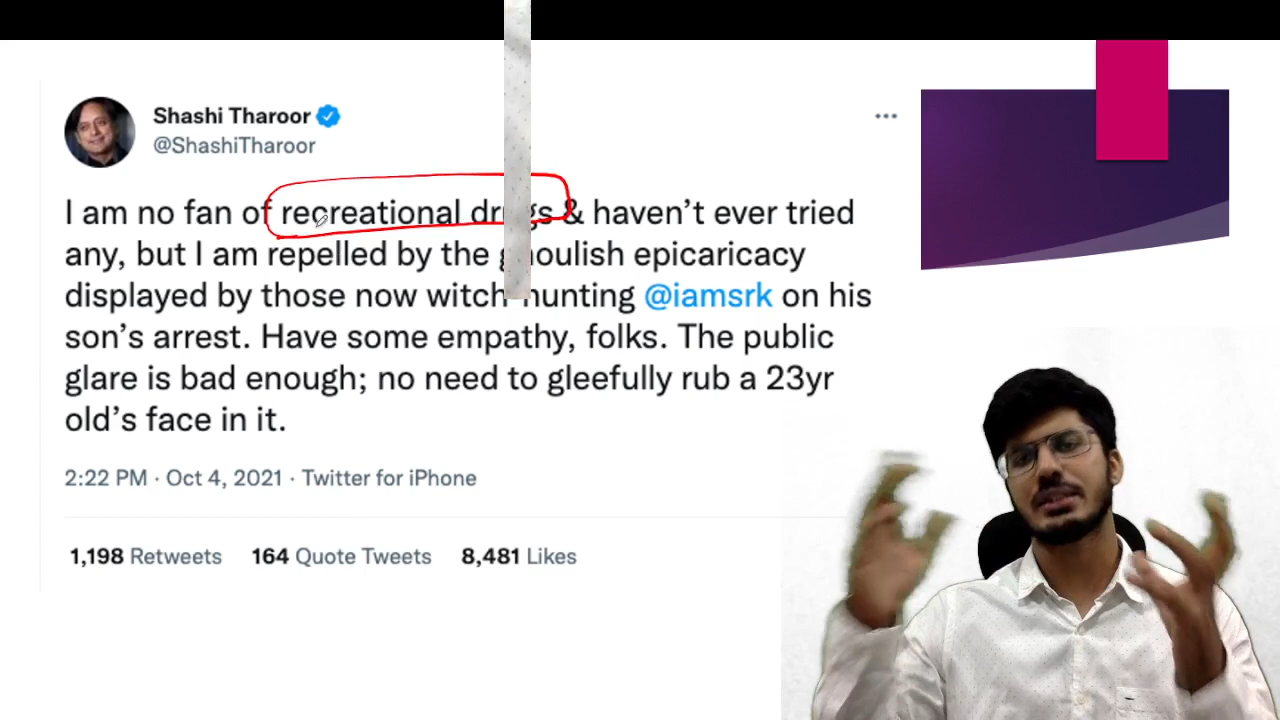 Shashi Tharoor
@ShashiTharoor
I am no fan of recreational drugs & haven't ever tried
any, but I am repelled by the ghoulish epicaricacy
displayed by those now witch hunting @iamsrk on his
son's arrest. Have some empathy, folks. The public
glare is bad enough; no need to gleefully rub a 23yr
old's face in it.
2:22 PM · Oct 4, 2021 · Twitter for iPhone
1,198 Retweets 164 Quote Tweets 8,481 Likes